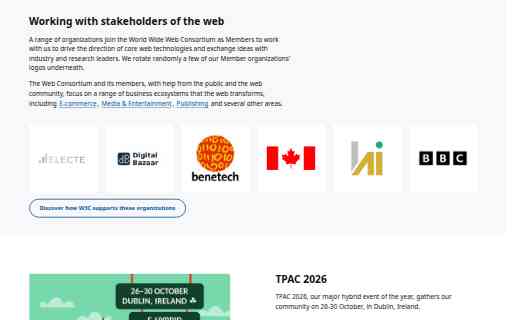 Working with stakeholders of the web
A range of organizations join the World Wide Web Consortium as Members to work
with us to drive the direction of core web technologies and exchange ideas with
industry and research leaders. We rotate randomly a few of our Member organizations'
logos underneath.
The Web Consortium and its members, with help from the public and the web
community, focus on a range of business ecosystems that the web transforms,
including E-commerce, Media & Entertainment, Publishing and several other areas.
ELECTE
dB Digital
Bazaar
benetech
BBC
Discover how W3C supports these organizations
TPAC 2026
26–30 OCTOBER
DUBLIN, IRELAND
TPAC 2026, our major hybrid event of the year, gathers our
community on 26-30 October, in Dublin, Ireland.